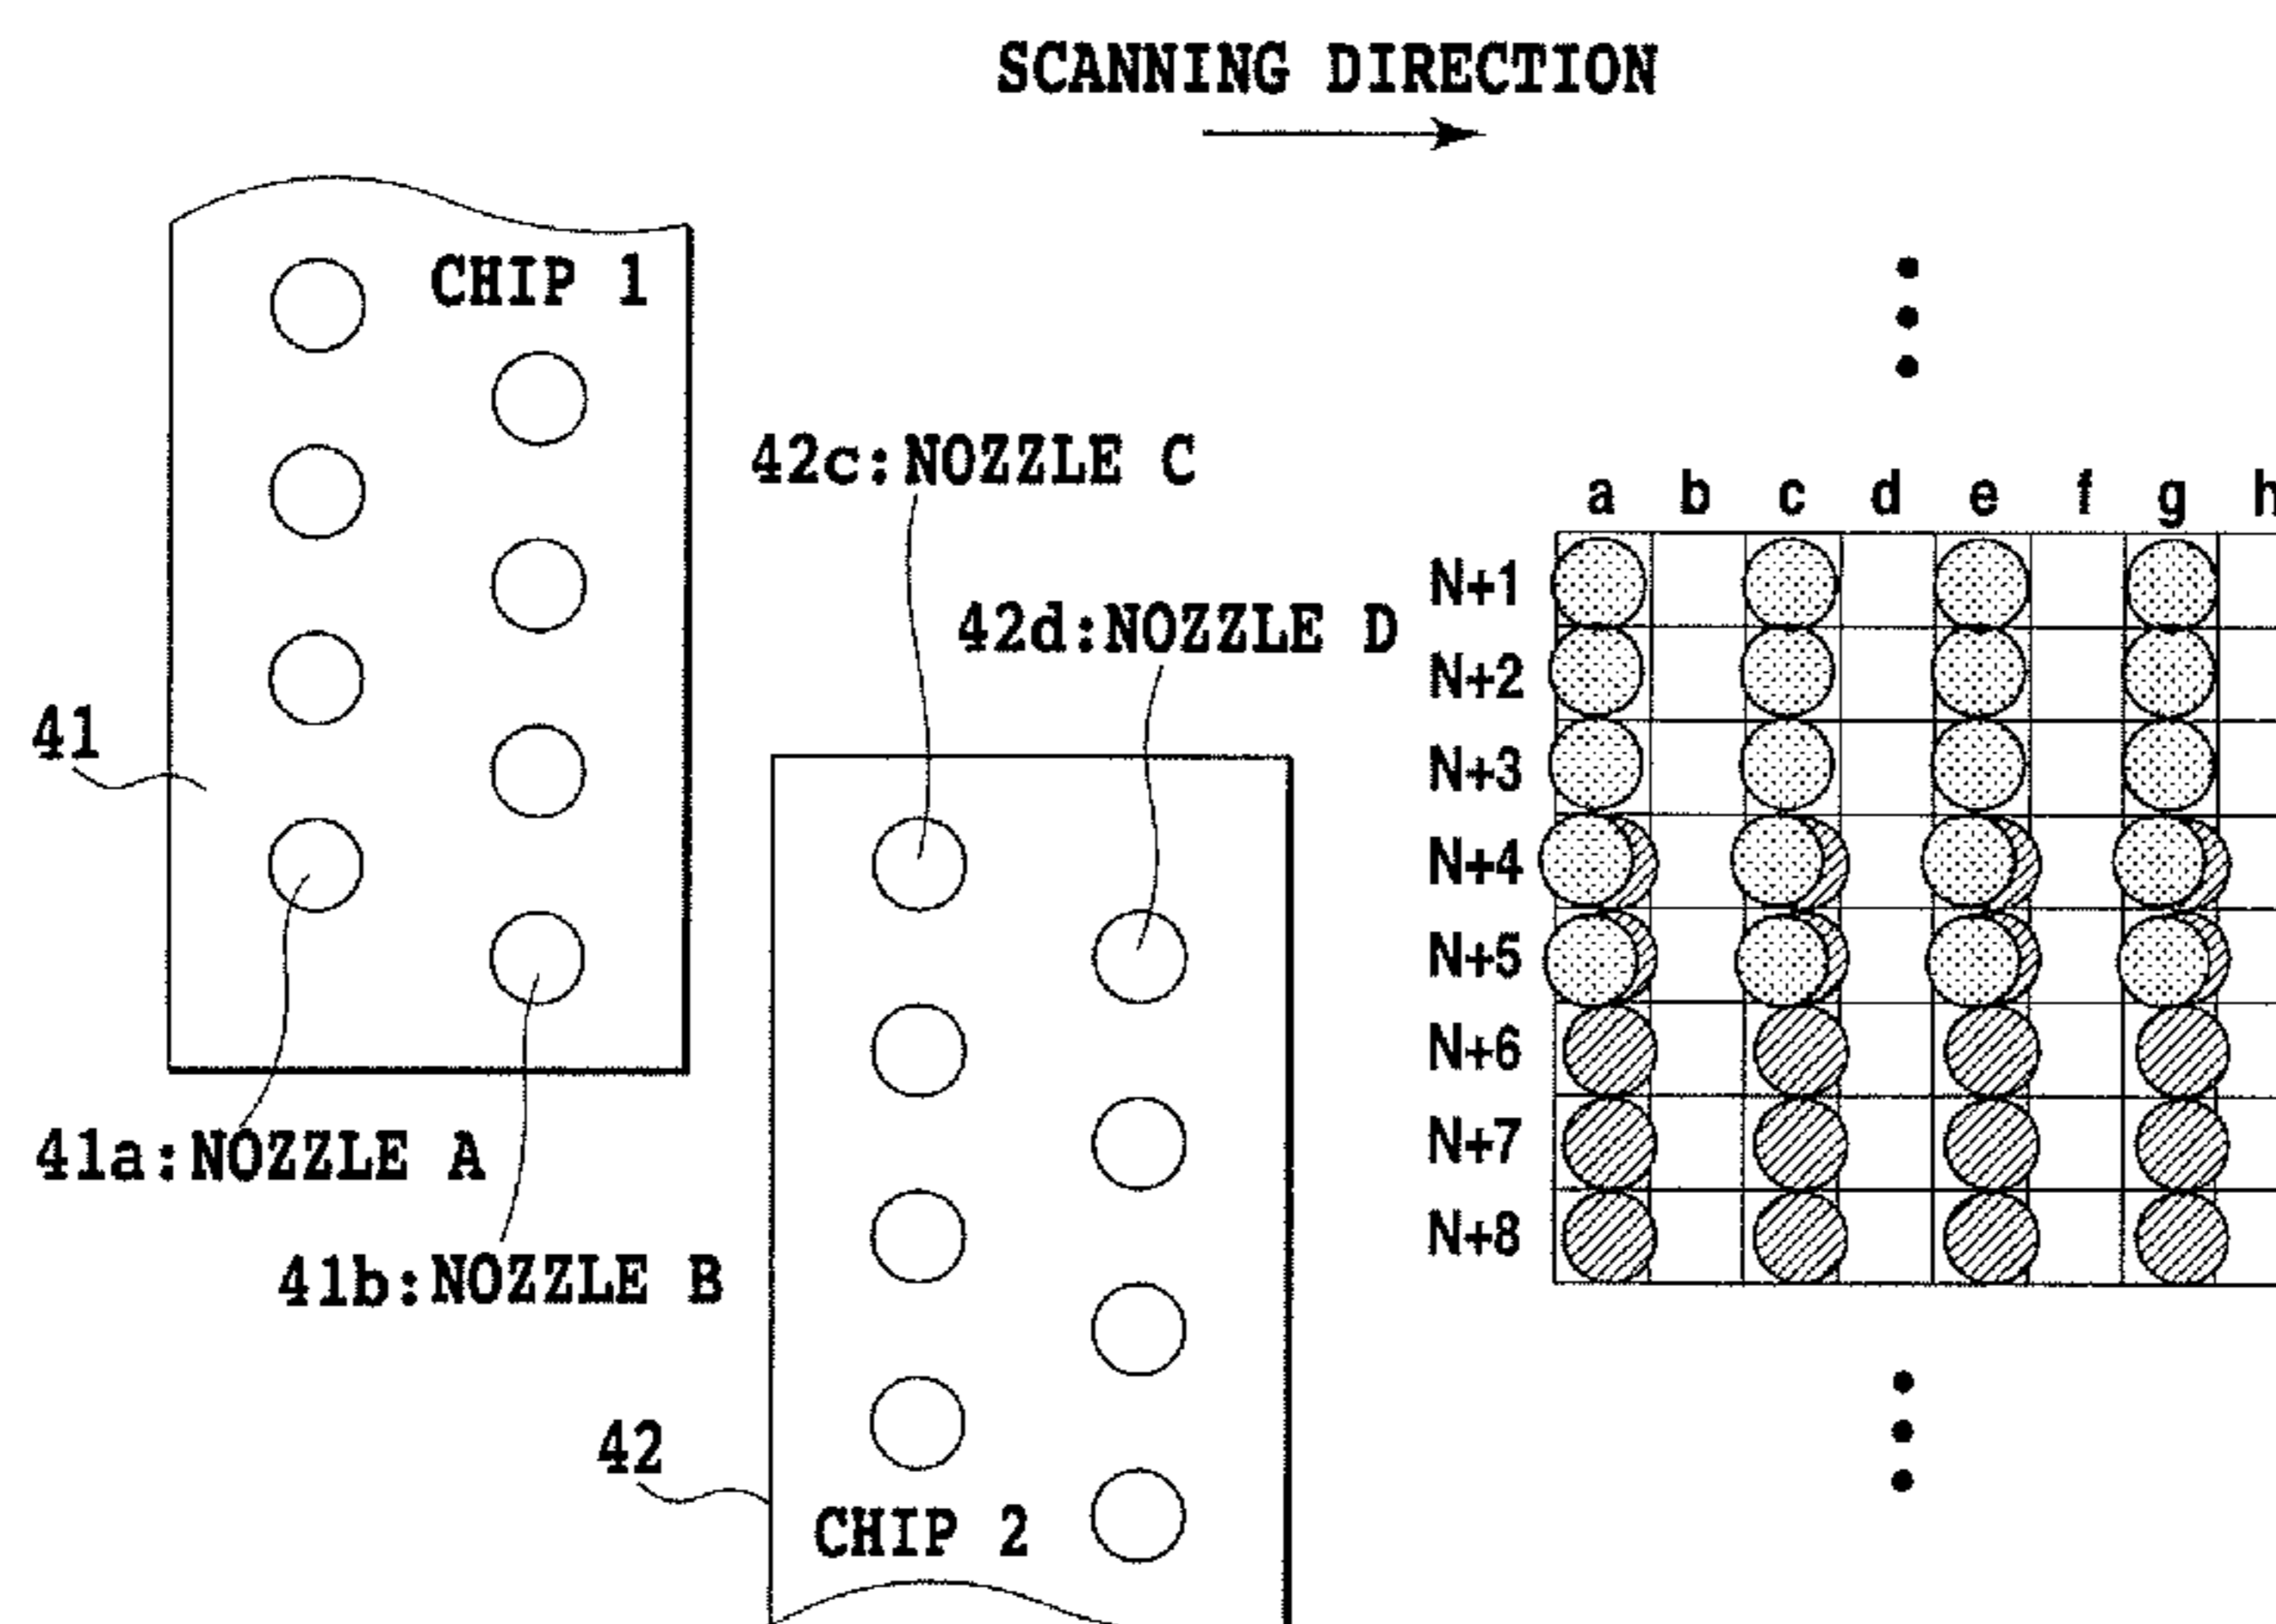 SCANNING DIRECTION
CHIP 1
42c:NOZZLE C
42d:NOZZLE D
41
41a:NOZZLE A
41b:NOZZLE B
42
CHIP 2
a b c d e f g h
N+1
N+2
N+3
N+4
N+5
N+6
N+7
N+8